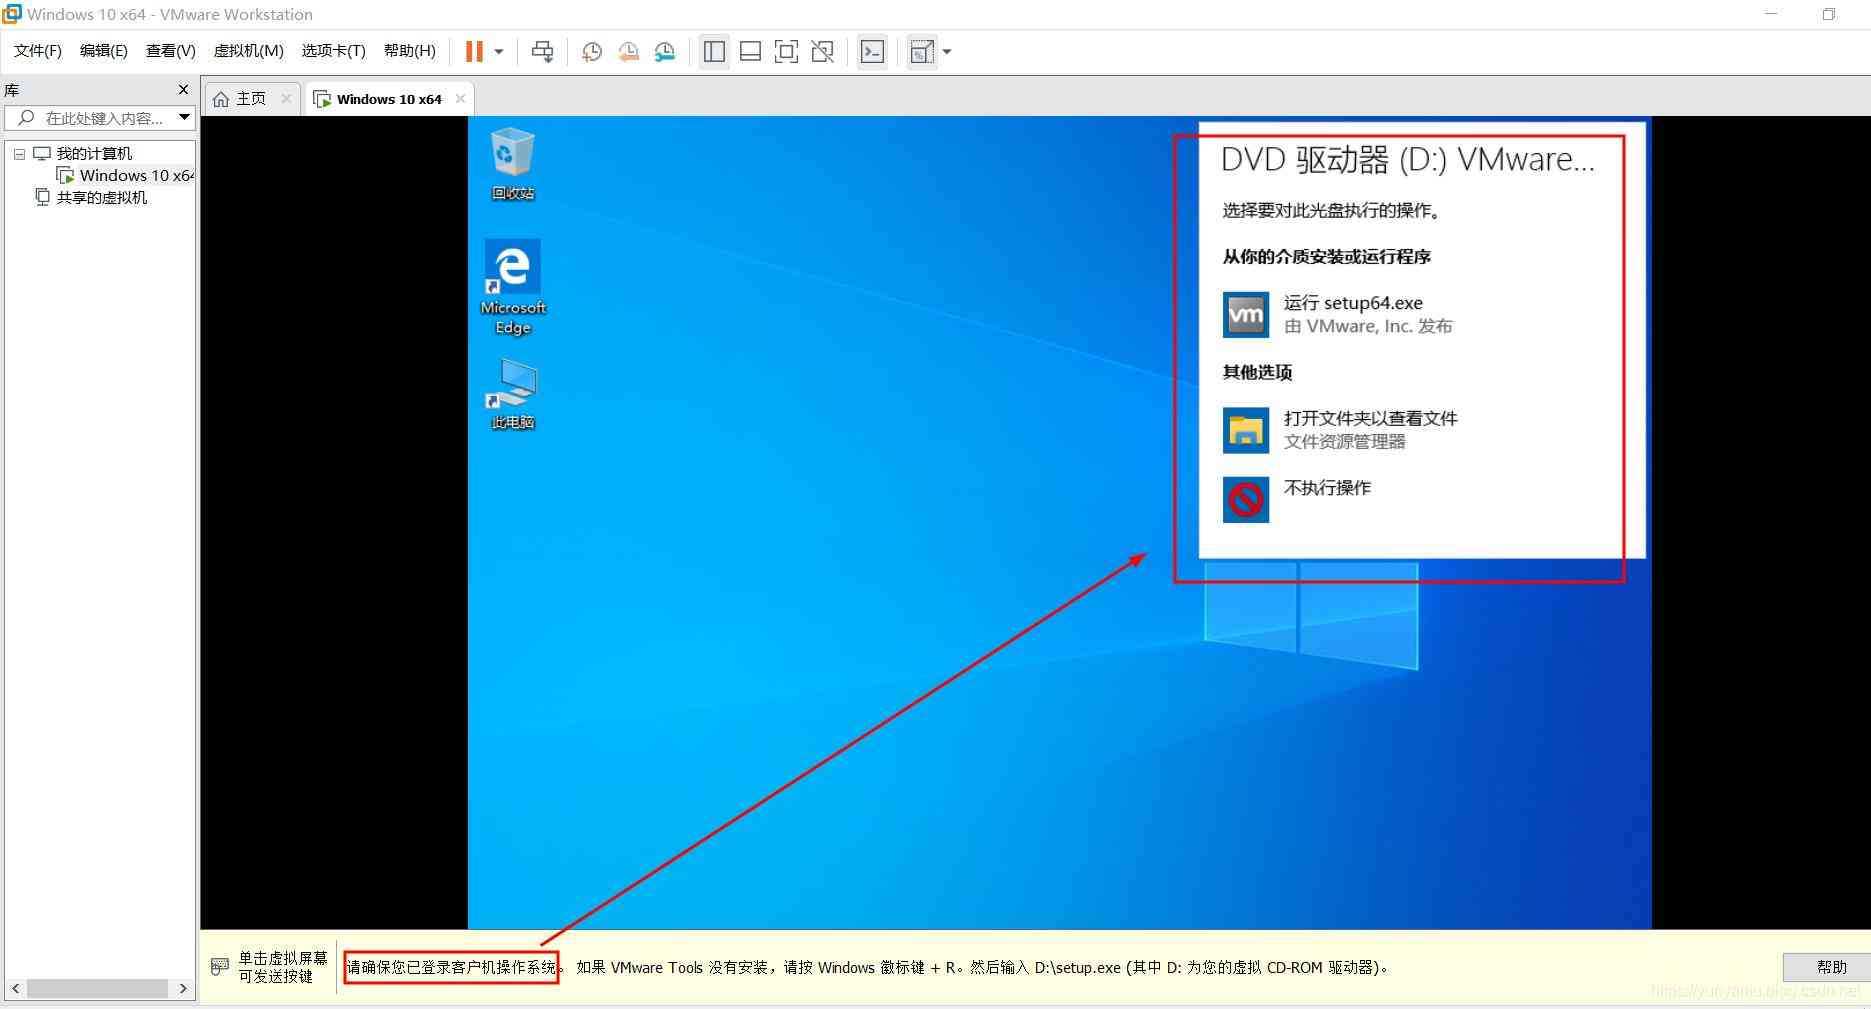 Windows 10 x64 - VMware Workstation
文件(F) 编辑(E) 查看(V) 虚拟机(M) 选项卡(T) 帮助(H)
库
在此处键入内容...
我的计算机
Windows 10 x64
共享的虚拟机
主页
Windows 10 x64
回收站
Microsoft
Edge
此电脑
DVD 驱动器 (D:) VMware...
选择要对此光盘执行的操作。
从你的介质安装或运行程序
vm
运行 setup64.exe
由 VMware, Inc. 发布
其他选项
打开文件夹以查看文件
文件资源管理器
不执行操作
单击虚拟屏幕
可发送按键
请确保您已登录客户机操作系统。如果 VMware Tools 没有安装，请按 Windows 徽标键 + R。然后输入 D:\setup.exe (其中 D: 为您的虚拟 CD-ROM 驱动器)。
帮助